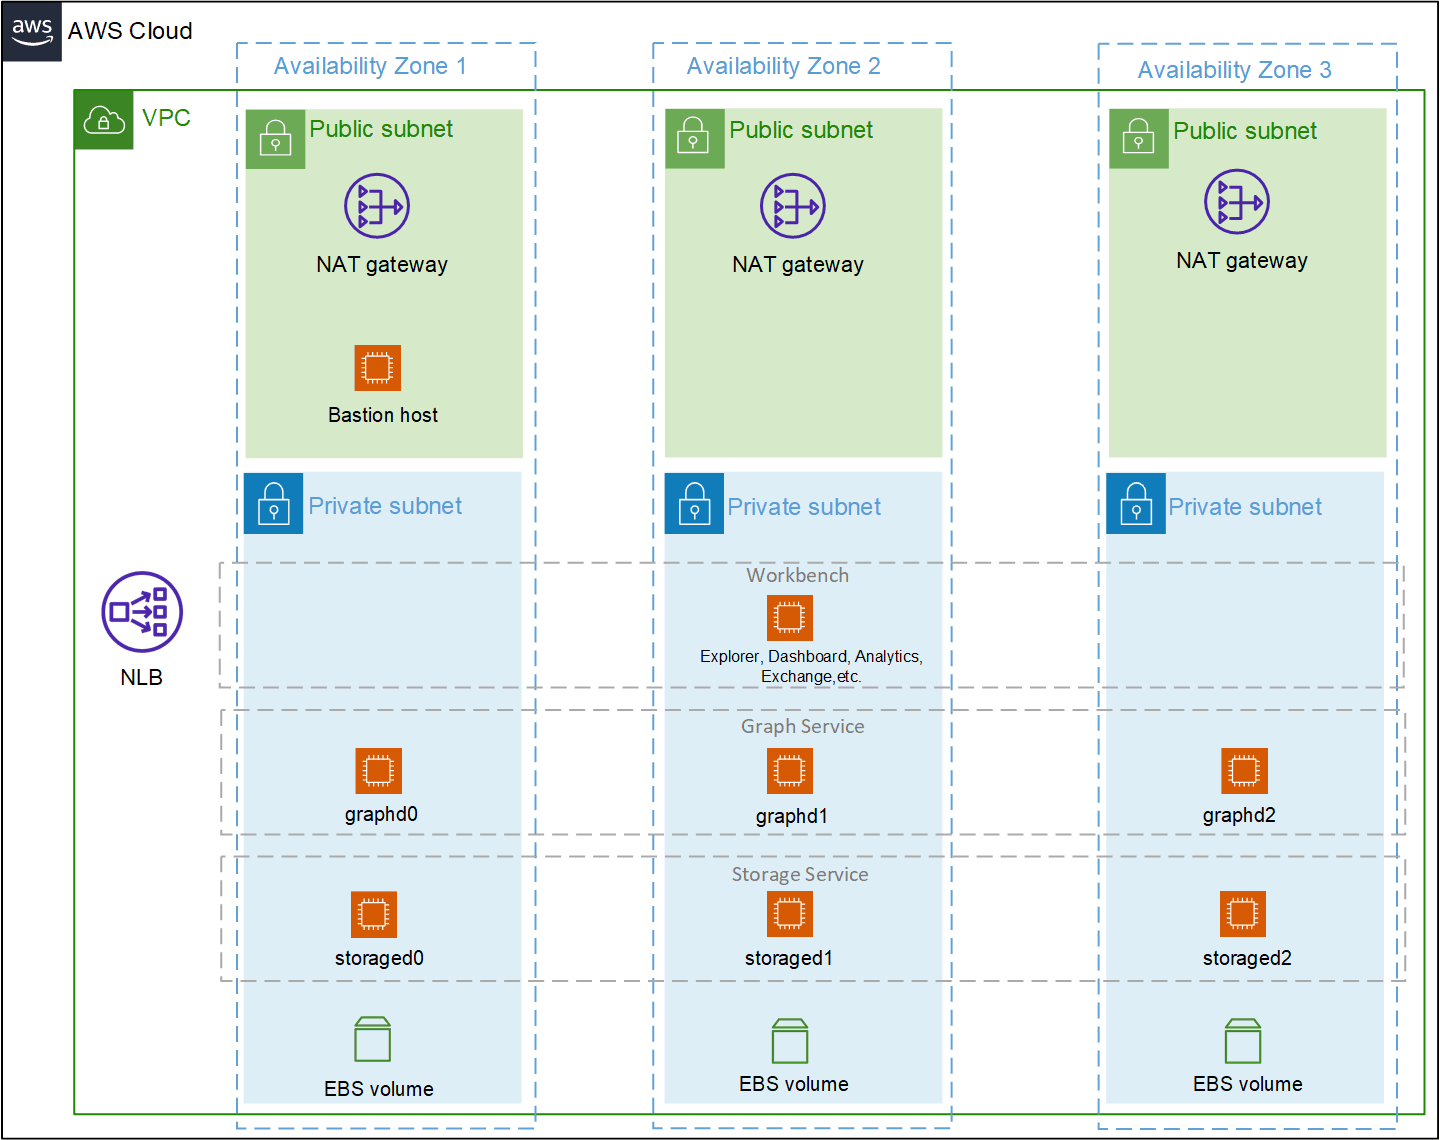 aws
AWS Cloud
Availability Zone 1
Availability Zone 2
Availability Zone 3
VPC
Public subnet
Public subnet
Public subnet
NAT gateway
NAT gateway
NAT gateway
Bastion host
Private subnet
Private subnet
Private subnet
Workbench
Explorer, Dashboard, Analytics,
Exchange,etc.
NLB
Graph Service
graphd0
graphd1
graphd2
Storage Service
storaged0
storaged1
storaged2
EBS volume
EBS volume
EBS volume